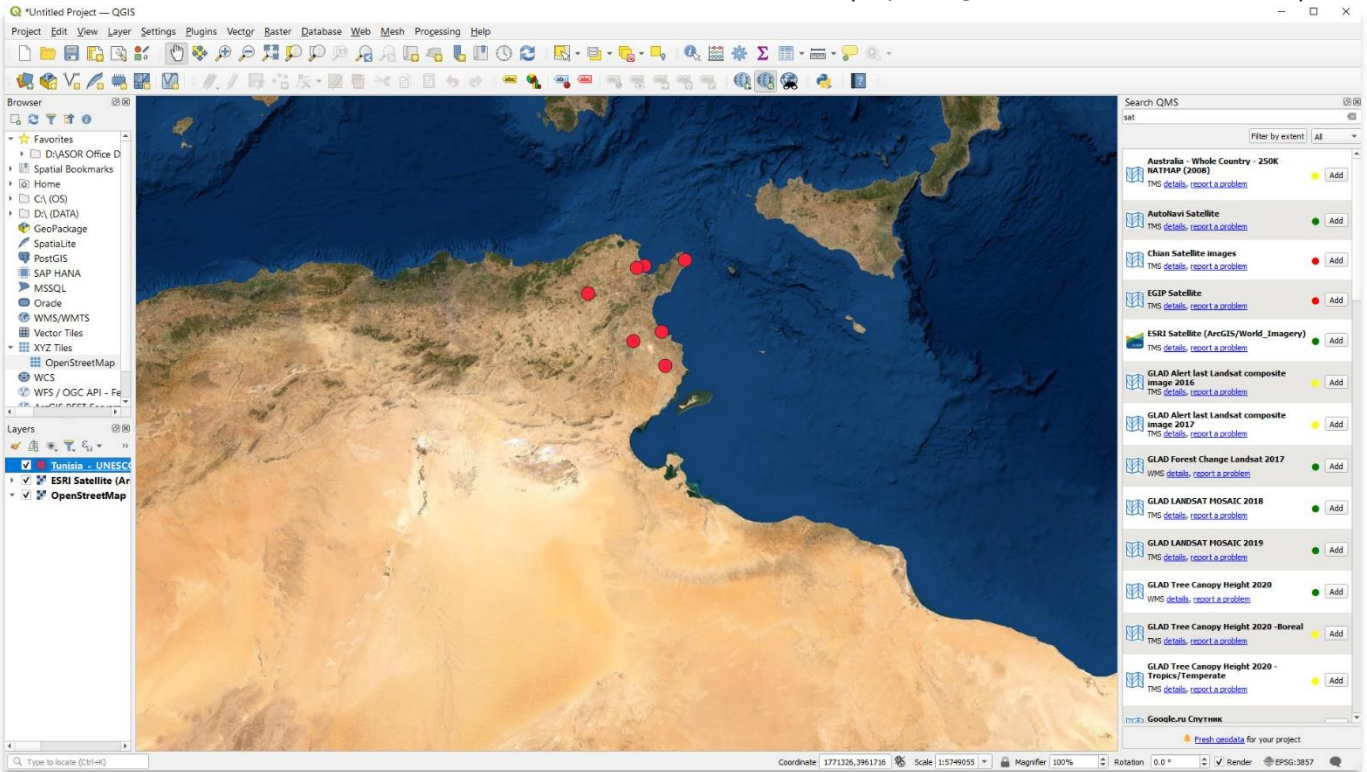 *Untitled Project — QGIS
Project Edit View Layer Settings Plugins Vector Raster Database Web Mesh Processing Help
Browser
Favorites
D:\ASOR Office D
Spatial Bookmarks
Home
C:\ (OS)
D:\ (DATA)
GeoPackage
SpatiaLite
PostGIS
SAP HANA
MSSQL
Oracle
WMS/WMTS
Vector Tiles
XYZ Tiles
OpenStreetMap
WCS
WFS / OGC API - Fe
Layers
Tunisia - UNESCO
ESRI Satellite (Ar
OpenStreetMap
Search QMS
sat
Filter by extent All
Australia - Whole Country - 250K
NATMAP (2008)
TMS details, report a problem
Add
AutoNavi Satellite
TMS details, report a problem
Add
Chian Satellite images
TMS details, report a problem
Add
EGIP Satellite
TMS details, report a problem
Add
ESRI Satellite (ArcGIS/World_Imagery)
TMS details, report a problem
Add
GLAD Alert last Landsat composite
image 2016
TMS details, report a problem
Add
GLAD Alert last Landsat composite
image 2017
TMS details, report a problem
Add
GLAD Forest Change Landsat 2017
WMS details, report a problem
Add
GLAD LANDSAT MOSAIC 2018
TMS details, report a problem
Add
GLAD LANDSAT MOSAIC 2019
TMS details, report a problem
Add
GLAD Tree Canopy Height 2020
WMS details, report a problem
Add
GLAD Tree Canopy Height 2020 -Boreal
TMS details, report a problem
Add
GLAD Tree Canopy Height 2020 -
Tropics/Temperate
TMS details, report a problem
Add
Google.ru Спутник
Fresh geodata for your project
Type to locate (Ctrl+K)
Coordinate 1771326,3961716 Scale 1:5749055 Magnifier 100% Rotation 0.0 ° Render EPSG:3857